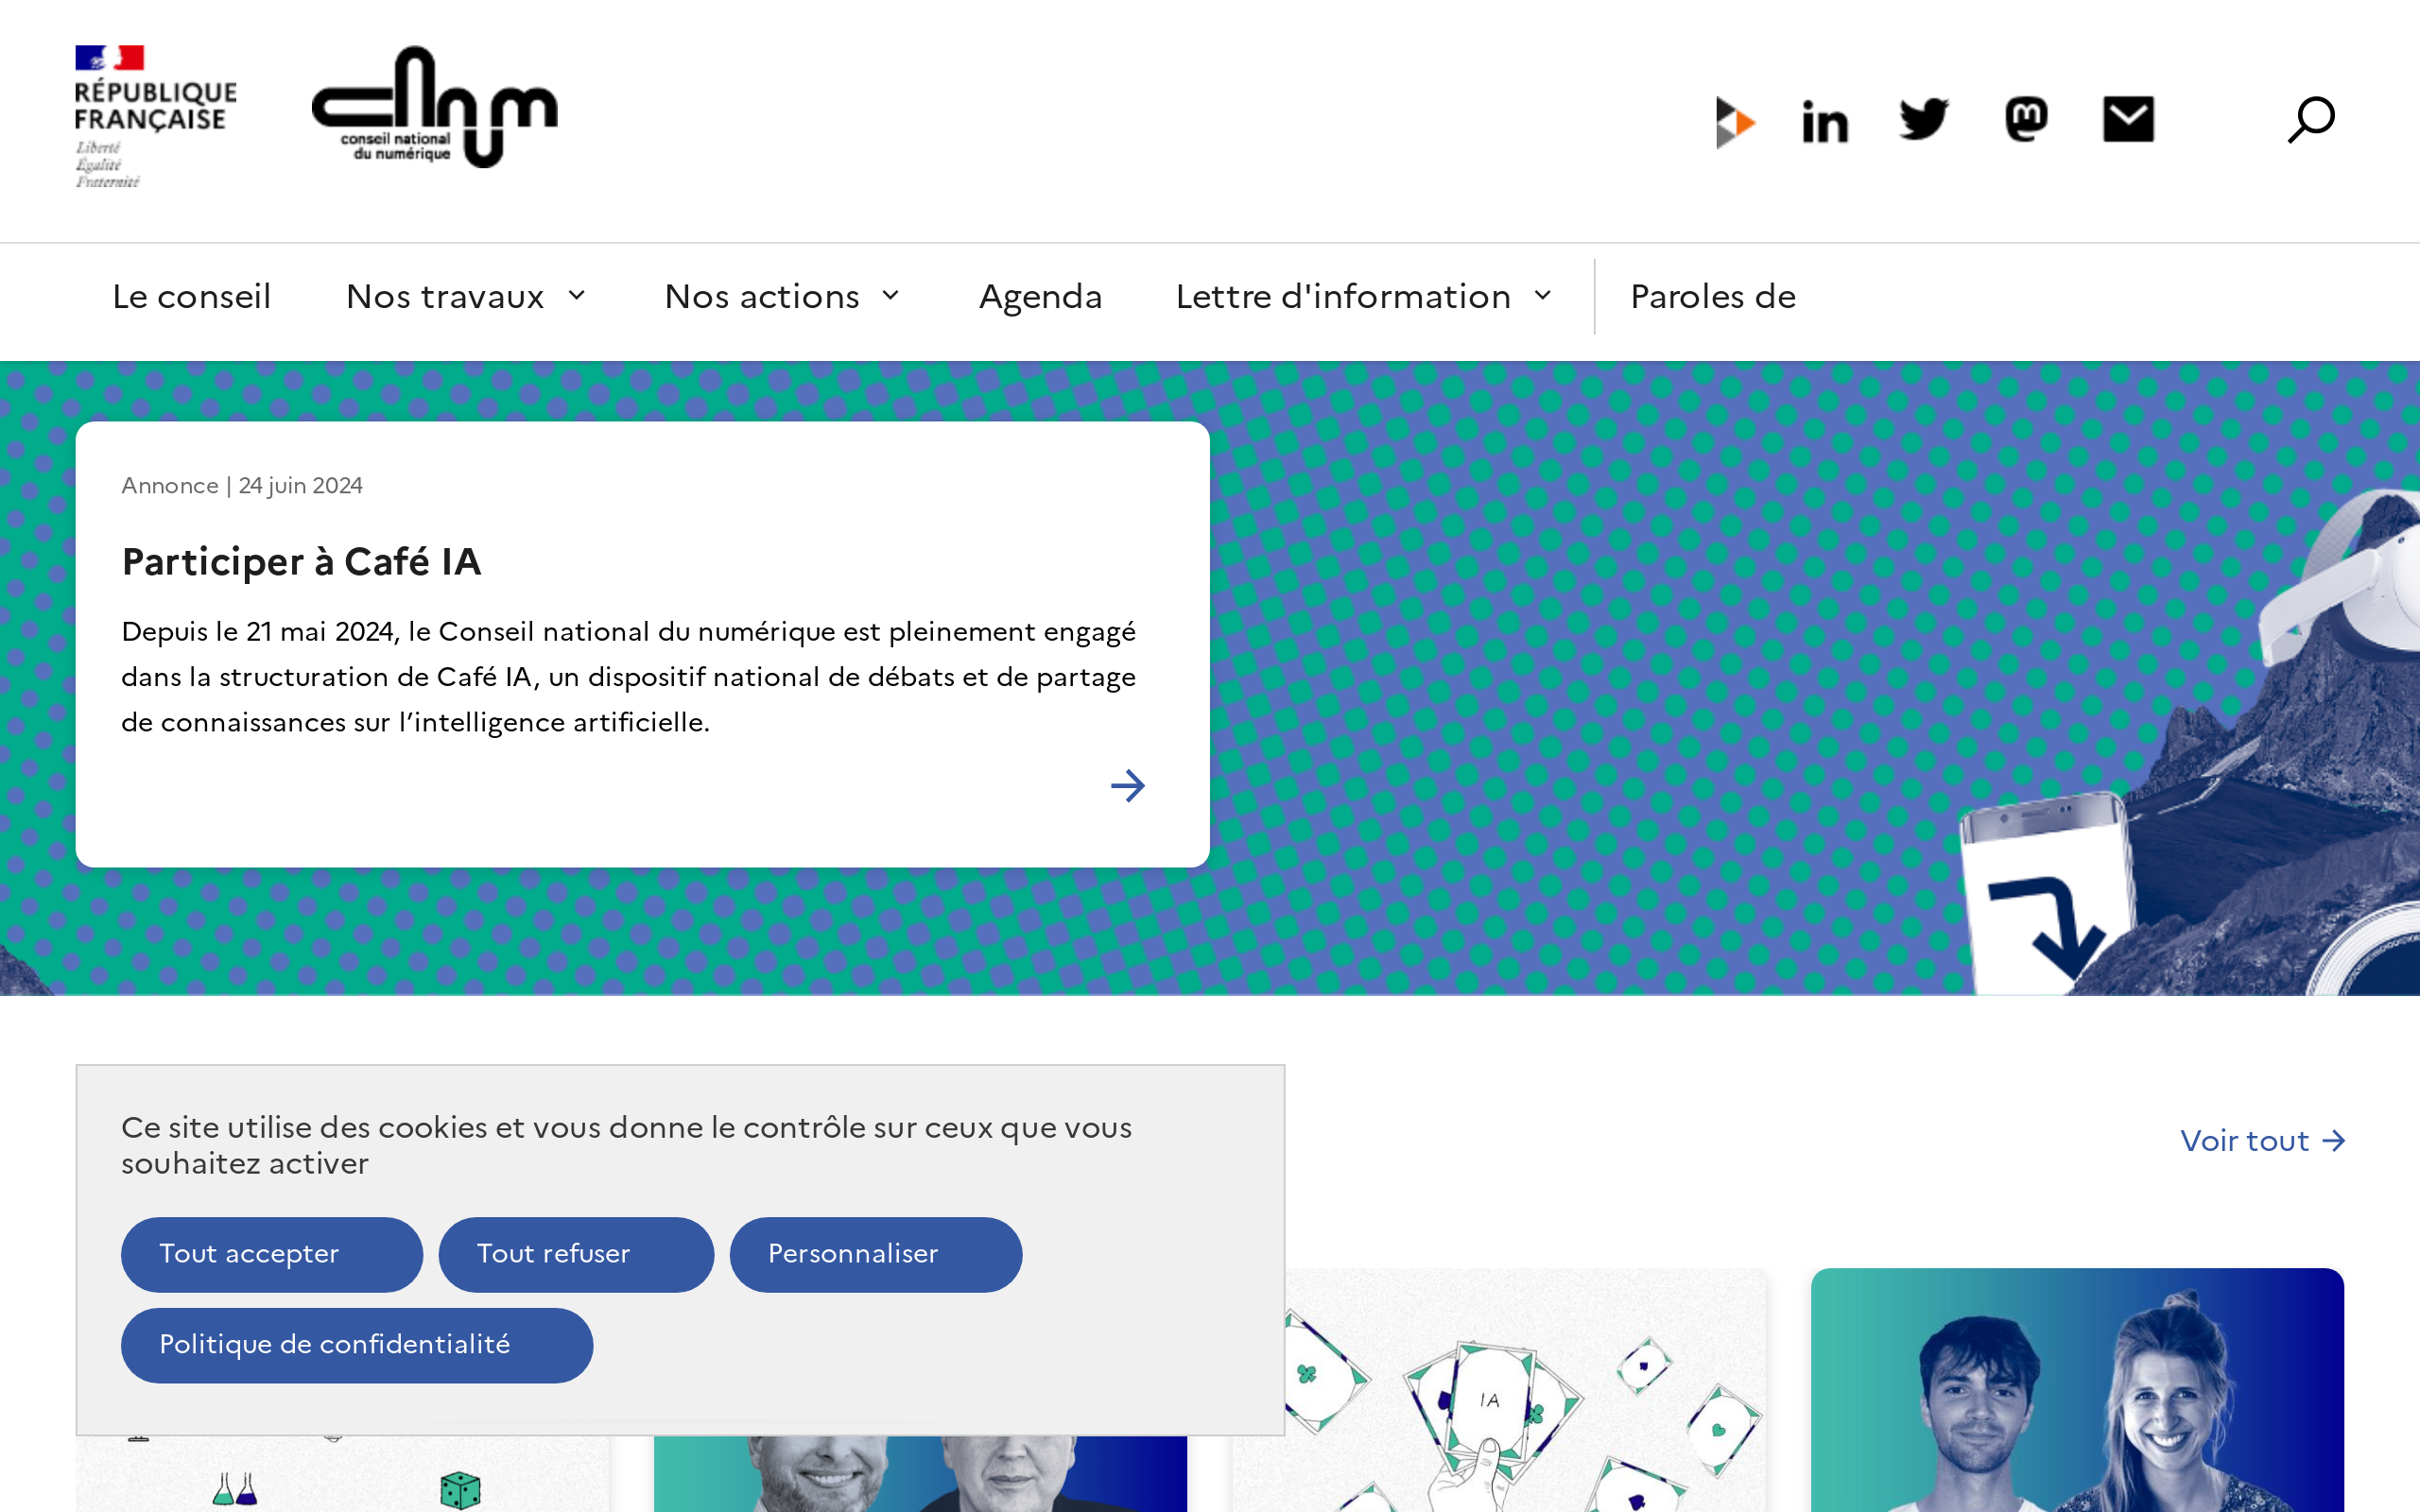 RÉPUBLIQUE
FRANÇAISE
Liberté
Égalité
Fraternité
cnnum
conseil national
du numérique
in
m
Le conseil
Nos travaux
Nos actions
Agenda
Lettre d'information
Paroles de
Annonce | 24 juin 2024
Participer à Café IA
Depuis le 21 mai 2024, le Conseil national du numérique est pleinement engagé
dans la structuration de Café IA, un dispositif national de débats et de partage
de connaissances sur l’intelligence artificielle.
Ce site utilise des cookies et vous donne le contrôle sur ceux que vous
souhaitez activer
Voir tout
Tout accepter
Tout refuser
Personnaliser
Politique de confidentialité
IA